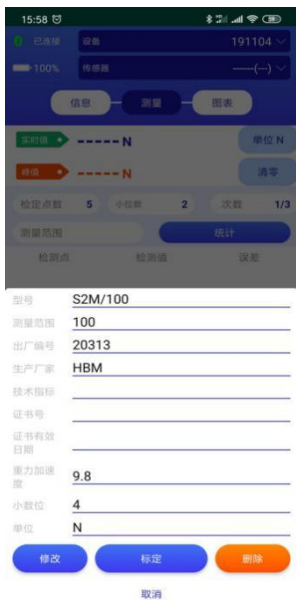 15:58
已连接 设备 191104
100% 传感器 -----(---)
信息 测量 图表
实时值 -----N 单位 N
峰值 -----N 清零
检定点数 5 小位数 2 次数 1/3
测量范围 统计
检测点 检测值 误差
型号 S2M/100
测量范围 100
出厂编号 20313
生产厂家 HBM
技术指标
证书号
证书有效
日期
重力加速
度 9.8
小数位 4
单位 N
修改 标定 删除
取消